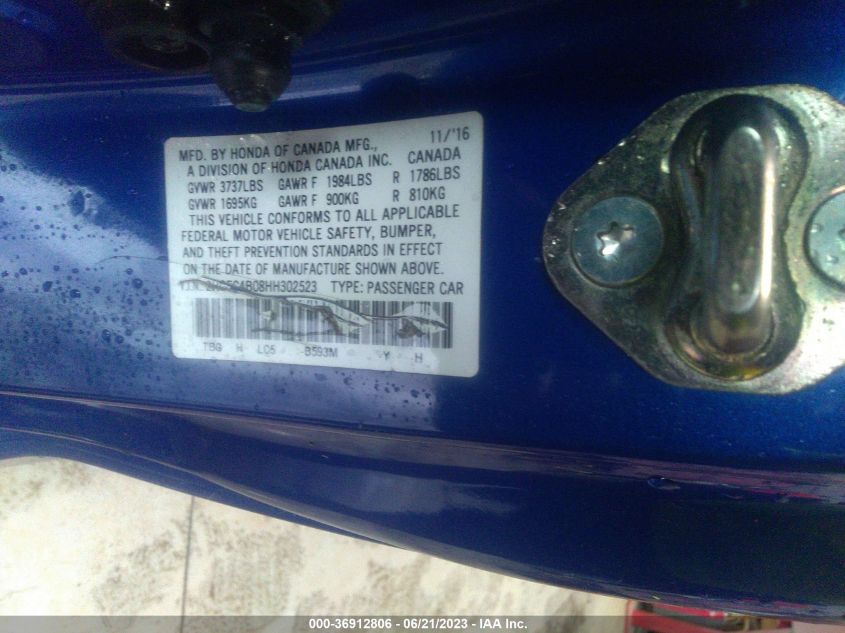 11/'16
MFD. BY HONDA OF CANADA MFG.,
A DIVISION OF HONDA CANADA INC. CANADA
GVWR 3737LBS GAWR F 1984LBS R 1786LBS
GVWR 1695KG GAWR F 900KG R 810KG
THIS VEHICLE CONFORMS TO ALL APPLICABLE
FEDERAL MOTOR VEHICLE SAFETY, BUMPER,
AND THEFT PREVENTION STANDARDS IN EFFECT
ON THE DATE OF MANUFACTURE SHOWN ABOVE.
TYPE: PASSENGER CAR
TBG H LC6 B593M Y H
000-36912806 - 06/21/2023 - IAA Inc.